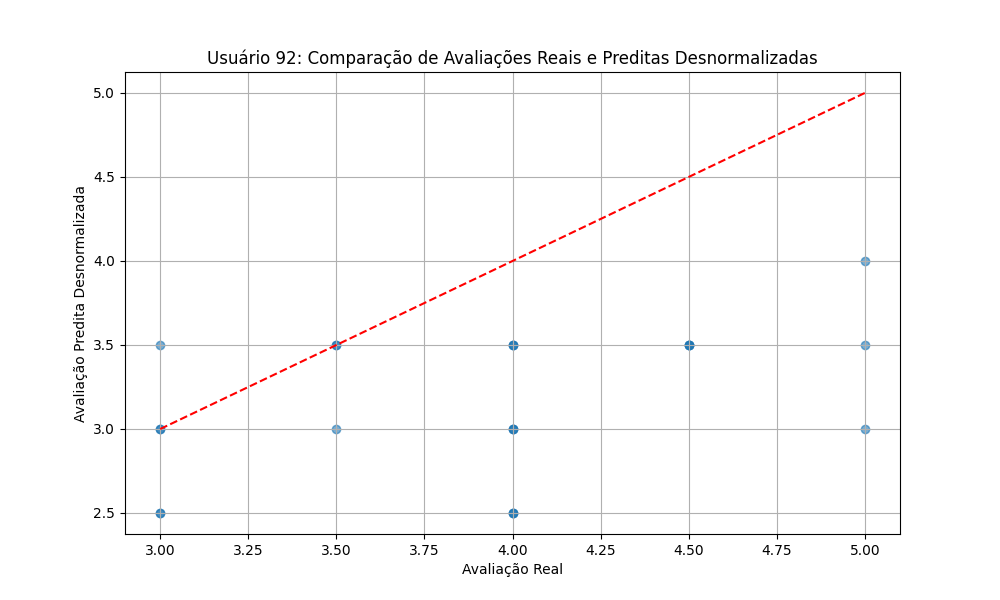 Usuário 92: Comparação de Avaliações Reais e Preditas Desnormalizadas
Avaliação Predita Desnormalizada
5.0
4.5
4.0
3.5
3.0
2.5
3.00 3.25 3.50 3.75 4.00 4.25 4.50 4.75 5.00
Avaliação Real